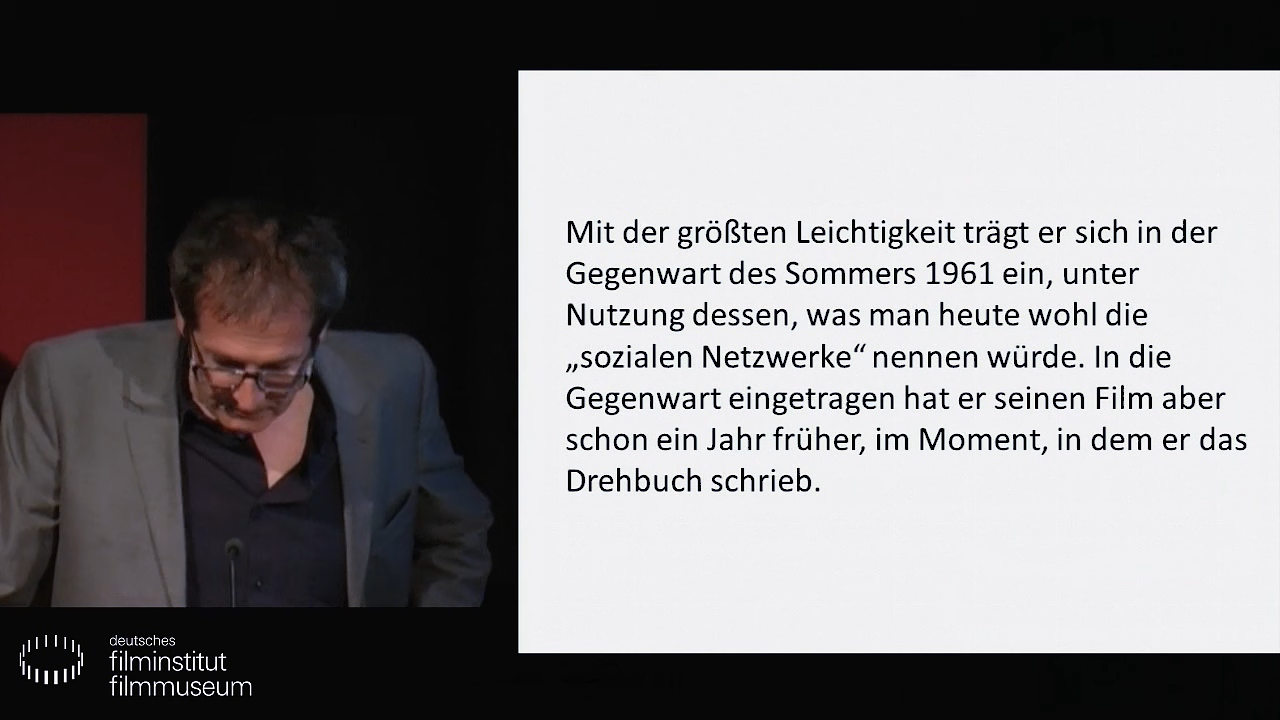 Mit der größten Leichtigkeit trägt er sich in der
Gegenwart des Sommers 1961 ein, unter
Nutzung dessen, was man heute wohl die
„sozialen Netzwerke“ nennen würde. In die
Gegenwart eingetragen hat er seinen Film aber
schon ein Jahr früher, im Moment, in dem er das
Drehbuch schrieb.
deutsches
filminstitut
filmmuseum